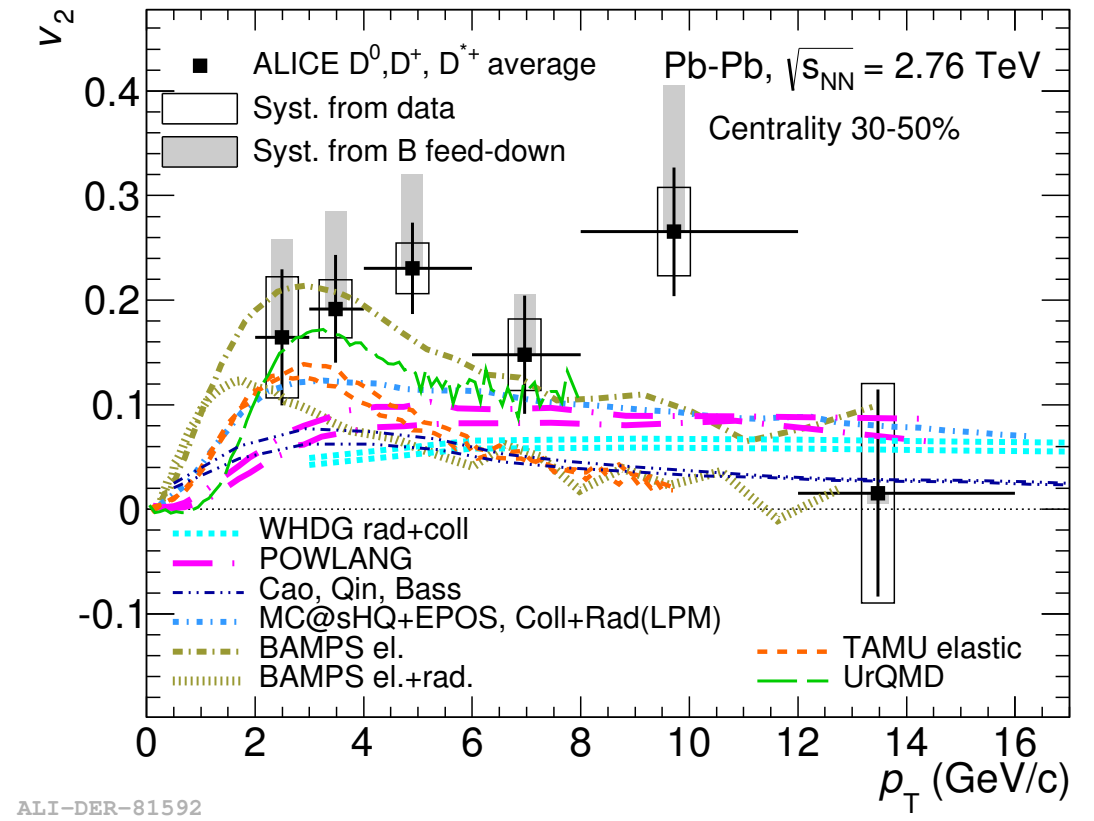 v2
ALICE D0,D+, D*+ average
Syst. from data
Syst. from B feed-down
Pb-Pb, √sNN = 2.76 TeV
Centrality 30-50%
0.4
0.3
0.2
0.1
0
-0.1
WHDG rad+coll
POWLANG
Cao, Qin, Bass
MC@sHQ+EPOS, Coll+Rad(LPM)
BAMPS el.
BAMPS el.+rad.
TAMU elastic
UrQMD
0 2 4 6 8 10 12 14 16
pT (GeV/c)
ALI-DER-81592